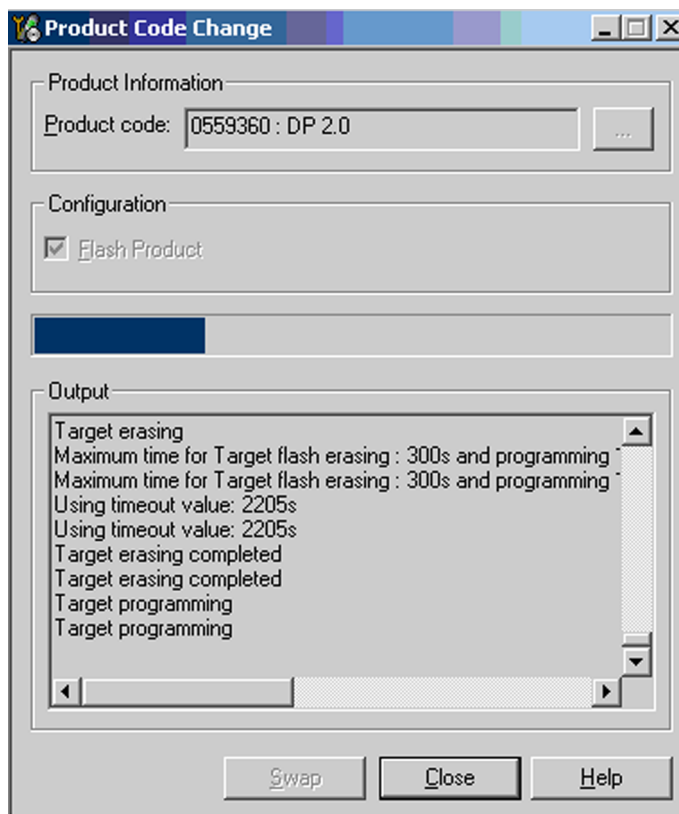 Product Code Change
Product Information
Product code: 0559360 : DP 2.0
...
Configuration
Flash Product
Output
Target erasing
Maximum time for Target flash erasing : 300s and programming
Maximum time for Target flash erasing : 300s and programming
Using timeout value: 2205s
Using timeout value: 2205s
Target erasing completed
Target erasing completed
Target programming
Target programming
Swap Close Help